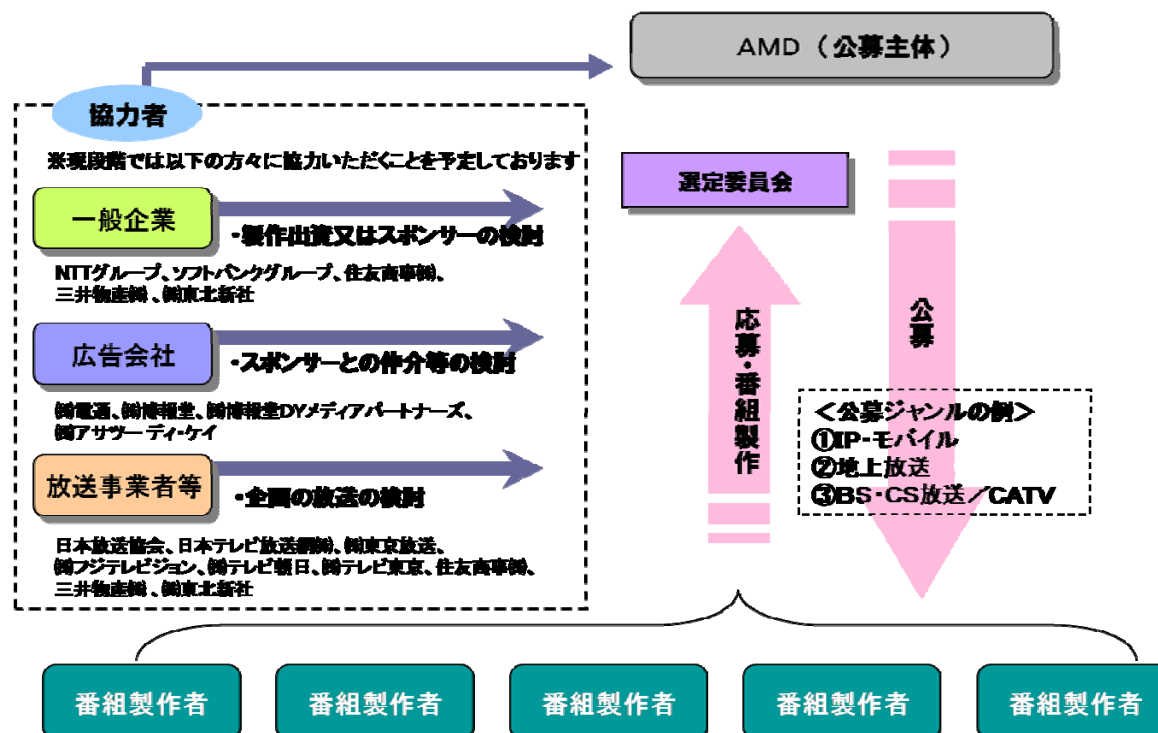 AMD（公募主体）
協力者
※現段階では以下の方々に協力いただくことを予定しております
選定委員会
一般企業
・製作出資又はスポンサーの検討
NTTグループ、ソフトバンクグループ、住友商事㈱、
三井物産㈱、㈱東北新社
広告会社
・スポンサーとの仲介等の検討
㈱電通、㈱博報堂、㈱博報堂DYメディアパートナーズ、
㈱アサツー ディ・ケイ
放送事業者等
・企画の放送の検討
日本放送協会、日本テレビ放送網㈱、㈱東京放送、
㈱フジテレビジョン、㈱テレビ朝日、㈱テレビ東京、住友商事㈱、
三井物産㈱、㈱東北新社
応募・番組製作
公募
＜公募ジャンルの例＞
①IP・モバイル
②地上放送
③BS・CS放送／CATV
番組製作者
番組製作者
番組製作者
番組製作者
番組製作者